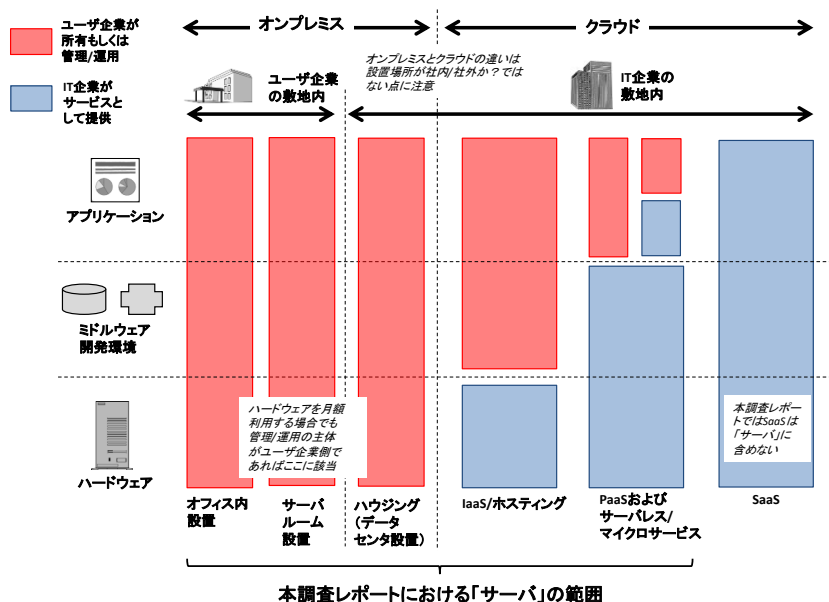 オンプレミス
クラウド
ユーザ企業が
所有もしくは
管理/運用
IT企業が
サービスと
して提供
ユーザ企業
の敷地内
オンプレミスとクラウドの違いは
設置場所が社内/社外か？では
ない点に注意
IT企業の
敷地内
アプリケーション
ミドルウェア
開発環境
ハードウェア
ハードウェアを月額
利用する場合でも
管理/運用の主体
がユーザ企業側で
あればここに該当
本調査レポー
トではSaaSは
「サーバ」に
含めない
オフィス内
設置
サーバ
ルーム
設置
ハウジング
（データ
センタ設置）
IaaS/ホスティング
PaaSおよび
サーバレス/
マイクロサービス
SaaS
本調査レポートにおける「サーバ」の範囲